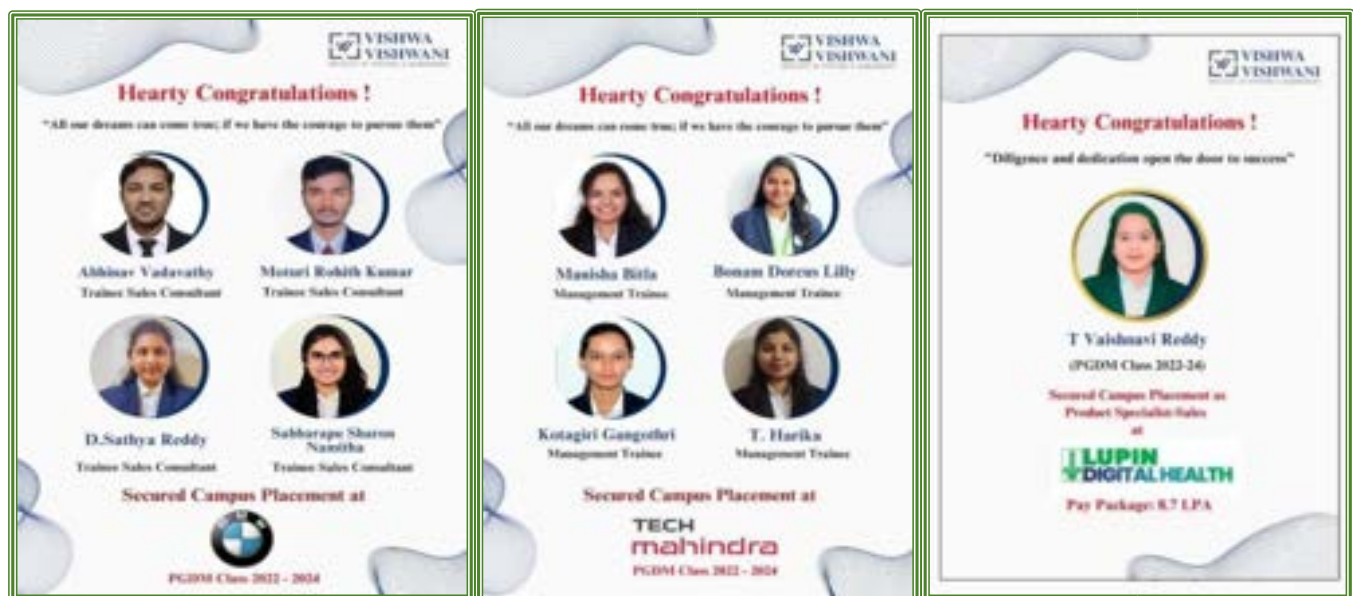 VISHWA
VISHWANI
Hearty Congratulations !
"All our dreams can come true; if we have the courage to pursue them"
Abhinav Vadavathy
Trainee Sales Consultant
Moturi Rohith Kumar
Trainee Sales Consultant
D.Sathya Reddy
Trainee Sales Consultant
Sabbarapu Sharon
Namitha
Trainee Sales Consultant
Secured Campus Placement at
BMW
PGDM Class 2022 - 2024
VISHWA
VISHWANI
Hearty Congratulations !
"All our dreams can come true; if we have the courage to pursue them"
Manisha Bitla
Management Trainee
Bonam Dorcus Lilly
Management Trainee
Kotagiri Gangothri
Management Trainee
T. Harika
Management Trainee
Secured Campus Placement at
TECH
mahindra
PGDM Class 2022 - 2024
VISHWA
VISHWANI
Hearty Congratulations !
"Diligence and dedication open the door to success"
T Vaishnavi Reddy
(PGDM Class 2022-24)
Secured Campus Placement as
Product Specialist-Sales
at
LUPIN
DIGITAL HEALTH
Pay Package: 8.7 LPA